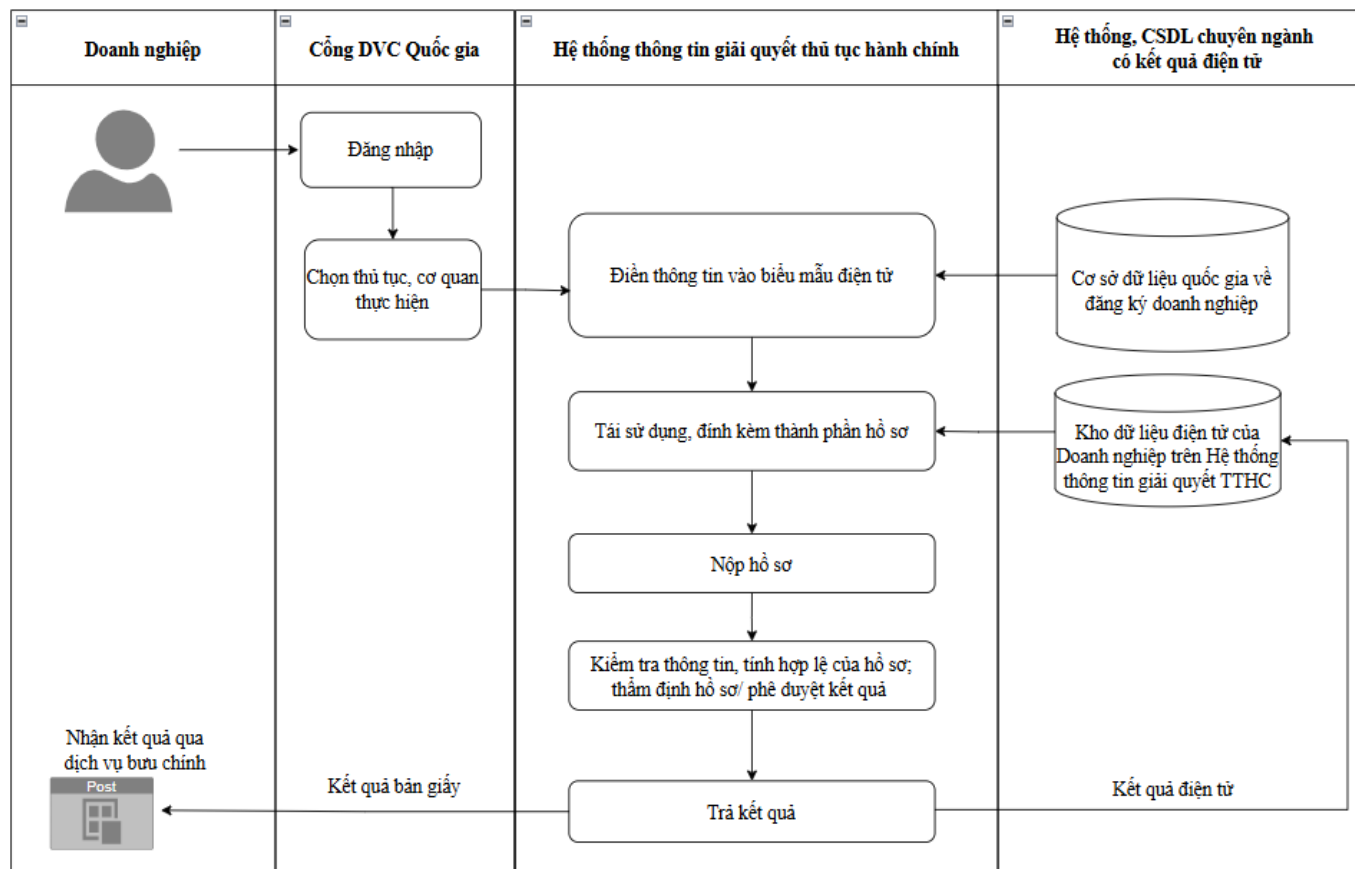 Doanh nghiệp
Cổng DVC Quốc gia
Hệ thống thông tin giải quyết thủ tục hành chính
Hệ thống, CSDL chuyên ngành
có kết quả điện tử
Đăng nhập
Chọn thủ tục, cơ quan
thực hiện
Điền thông tin vào biểu mẫu điện tử
Cơ sở dữ liệu quốc gia về
đăng ký doanh nghiệp
Tái sử dụng, đính kèm thành phần hồ sơ
Kho dữ liệu điện tử của
Doanh nghiệp trên Hệ thống
thông tin giải quyết TTHC
Nộp hồ sơ
Kiểm tra thông tin, tính hợp lệ của hồ sơ;
thẩm định hồ sơ/ phê duyệt kết quả
Nhận kết quả qua
dịch vụ bưu chính
Post
Kết quả bản giấy
Trả kết quả
Kết quả điện tử